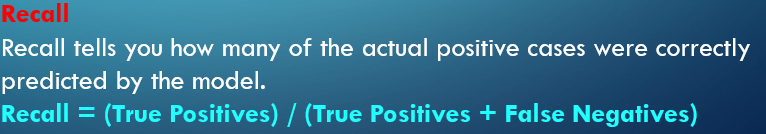 Recall
Recall tells you how many of the actual positive cases were correctly
predicted by the model.
Recall = (True Positives) / (True Positives + False Negatives)